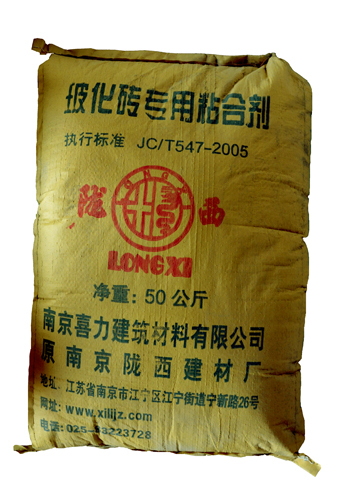 玻化砖专用粘合剂
执行标准 JC/T547-2005
LONGXI
陇 西
LONGXI
净重：50公斤
南京喜力建筑材料有限公司
原南京陇西建材厂
地址：江苏省南京市江宁区江宁街道宁新路26号
网址：www.xilijz.com
电话：025-83223728